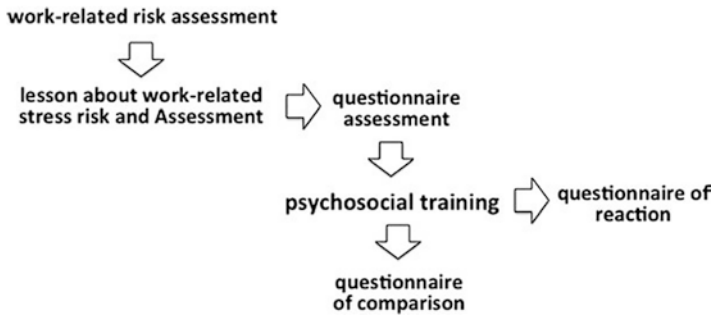 work-related risk assessment
lesson about work-related
stress risk and Assessment
questionnaire
assessment
psychosocial training
questionnaire of
reaction
questionnaire
of comparison